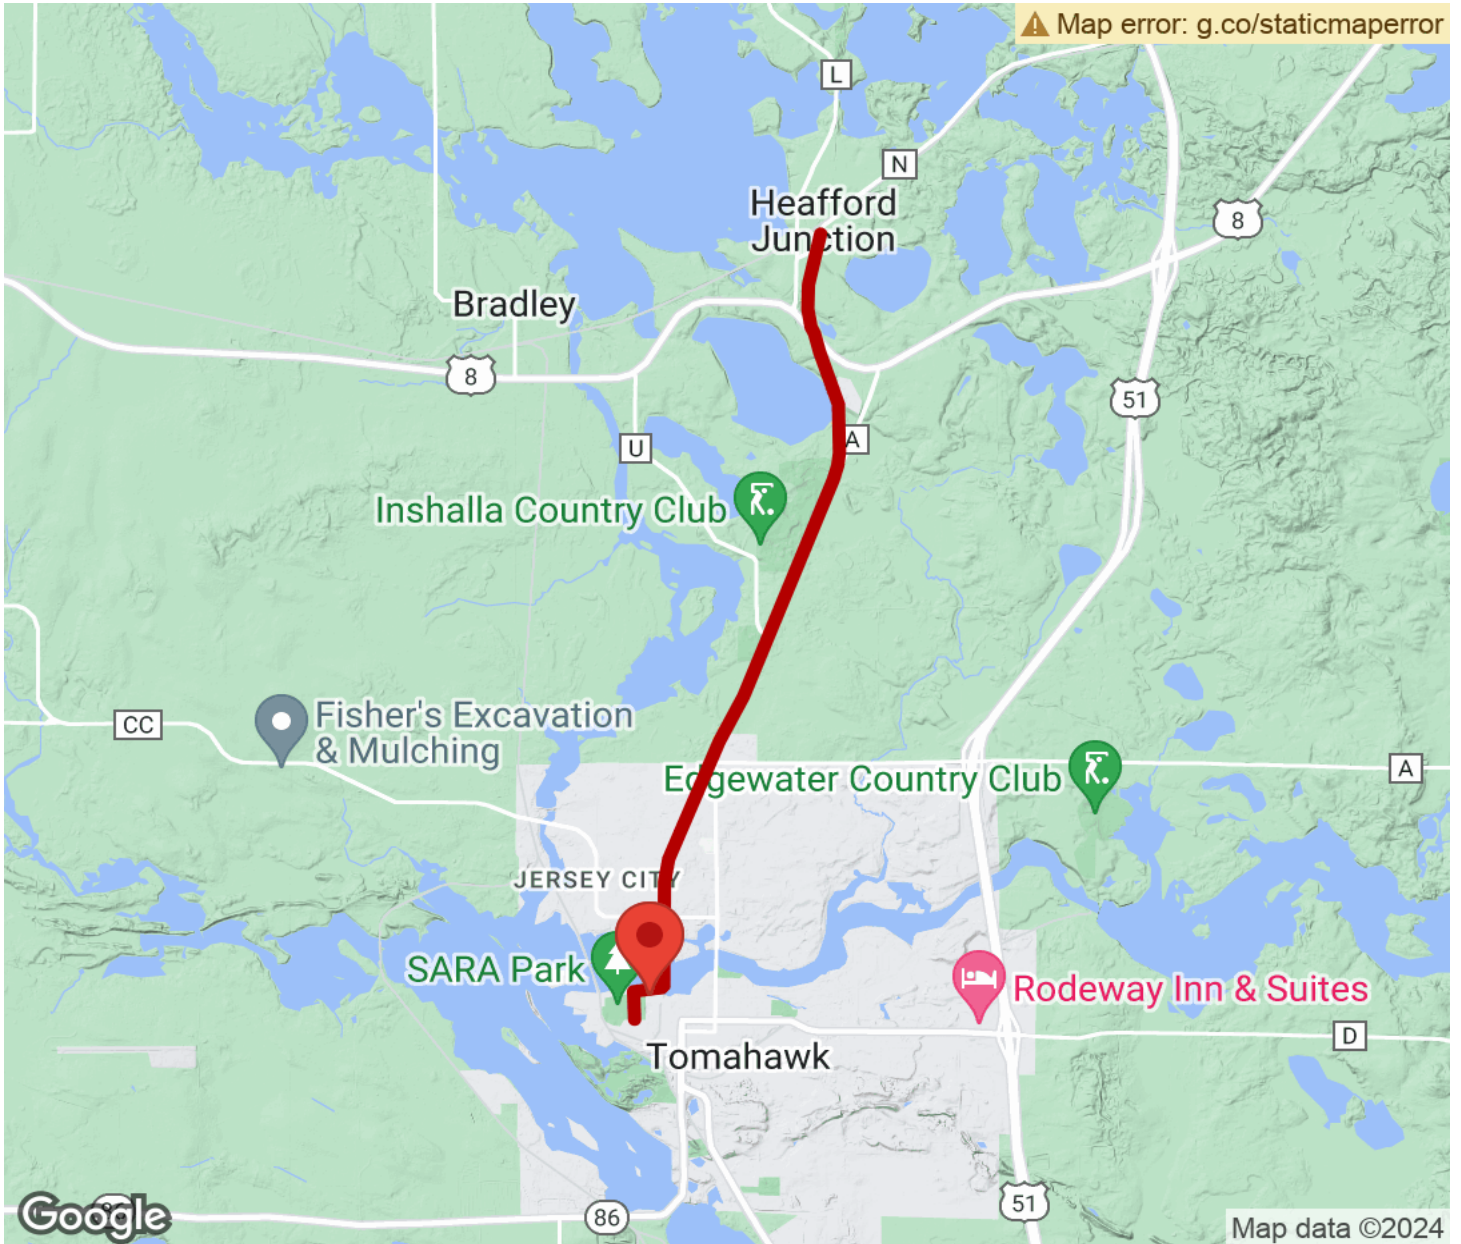 Map error: g.co/staticmaperror
L
N
Heafford
Junction
8
Bradley
8
51
U
A
Inshalla Country Club
CC
Fisher's Excavation
& Mulching
Edgewater Country Club
A
JERSEY CITY
SARA Park
Rodeway Inn & Suites
D
Tomahawk
51
86
Google
Map data ©2024